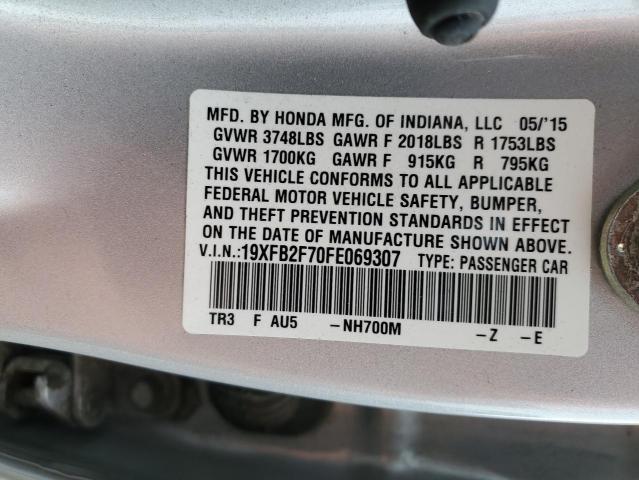 MFD. BY HONDA MFG. OF INDIANA, LLC 05/'15
GVWR 3748LBS GAWR F 2018LBS R 1753LBS
GVWR 1700KG GAWR F 915KG R 795KG
THIS VEHICLE CONFORMS TO ALL APPLICABLE
FEDERAL MOTOR VEHICLE SAFETY, BUMPER,
AND THEFT PREVENTION STANDARDS IN EFFECT
ON THE DATE OF MANUFACTURE SHOWN ABOVE.
V.I.N.:19XFB2F70FE069307 TYPE: PASSENGER CAR
TR3 F AU5 -NH700M -Z -E